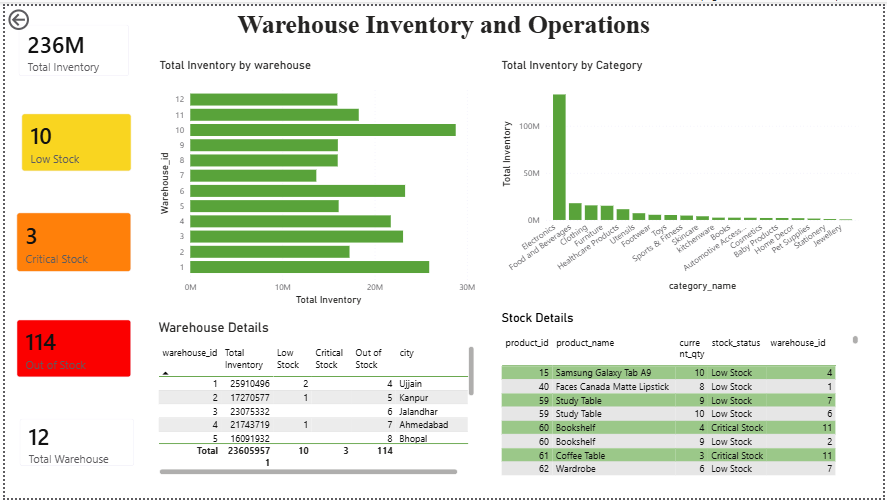 Warehouse Inventory and Operations
236M
Total Inventory
10
Low Stock
3
Critical Stock
114
Out of Stock
12
Total Warehouse
Total Inventory by warehouse
Warehouse_id
12
11
10
9
8
7
6
5
4
3
2
1
0M 10M 20M 30M
Total Inventory
Total Inventory by Category
Total Inventory
100M
50M
0M
Electronics
Food and Beverages
Clothing
Furniture
Healthcare Products
Utensils
Footwear
Toys
Sports & Fitness
Skincare
kitchenware
Books
Automotive Access...
Cosmetics
Baby Products
Home Decor
Pet Supplies
Stationery
Jewellery
category_name
Warehouse Details
warehouse_id Total Inventory Low Stock Critical Stock Out of Stock city
1 25910496 2 4 Ujjain
2 17270577 1 5 Kanpur
3 23075332 6 Jalandhar
4 21743719 1 7 Ahmedabad
5 16091932 8 Bhopal
Total 23605957 10 3 114
1
Stock Details
product_id product_name curre stock_status warehouse_id
nt_qty
15 Samsung Galaxy Tab A9 10 Low Stock 4
40 Faces Canada Matte Lipstick 8 Low Stock 1
59 Study Table 9 Low Stock 7
59 Study Table 10 Low Stock 6
60 Bookshelf 4 Critical Stock 11
60 Bookshelf 9 Low Stock 2
61 Coffee Table 3 Critical Stock 11
62 Wardrobe 6 Low Stock 7